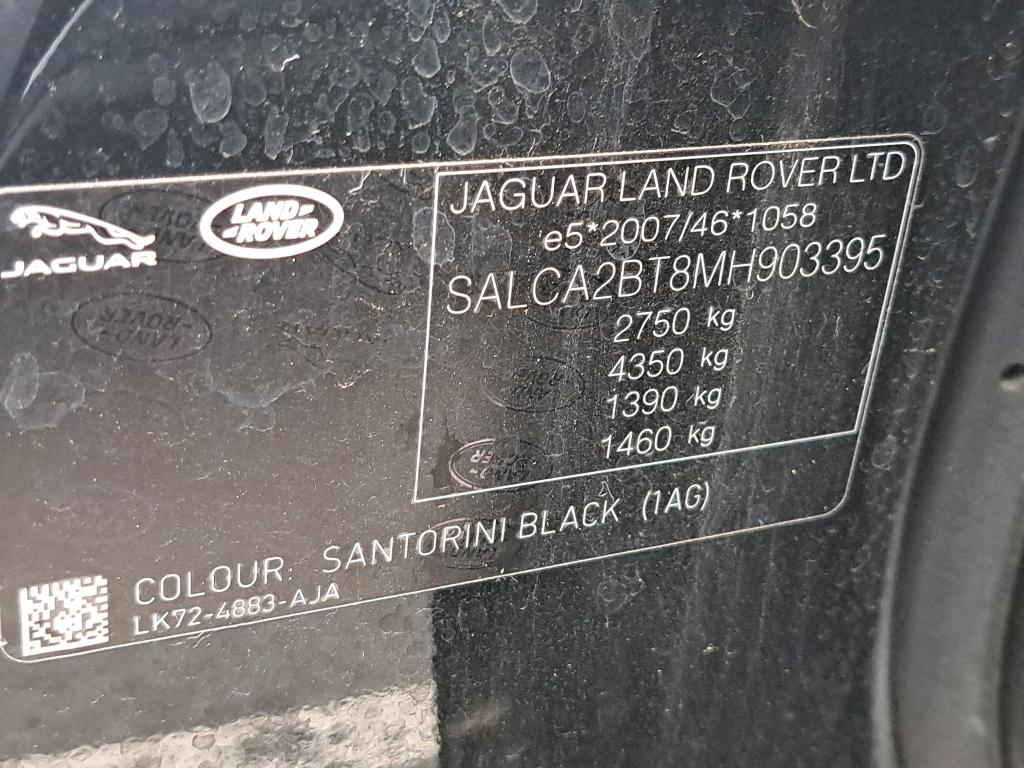 JAGUAR
LAND-
-ROVER
JAGUAR LAND ROVER LTD
e5*2007/46*1058
SALCA2BT8MH903395
2750 kg
4350 kg
1390 kg
1460 kg
COLOUR: SANTORINI BLACK (1AG)
LK72-4883-AJA